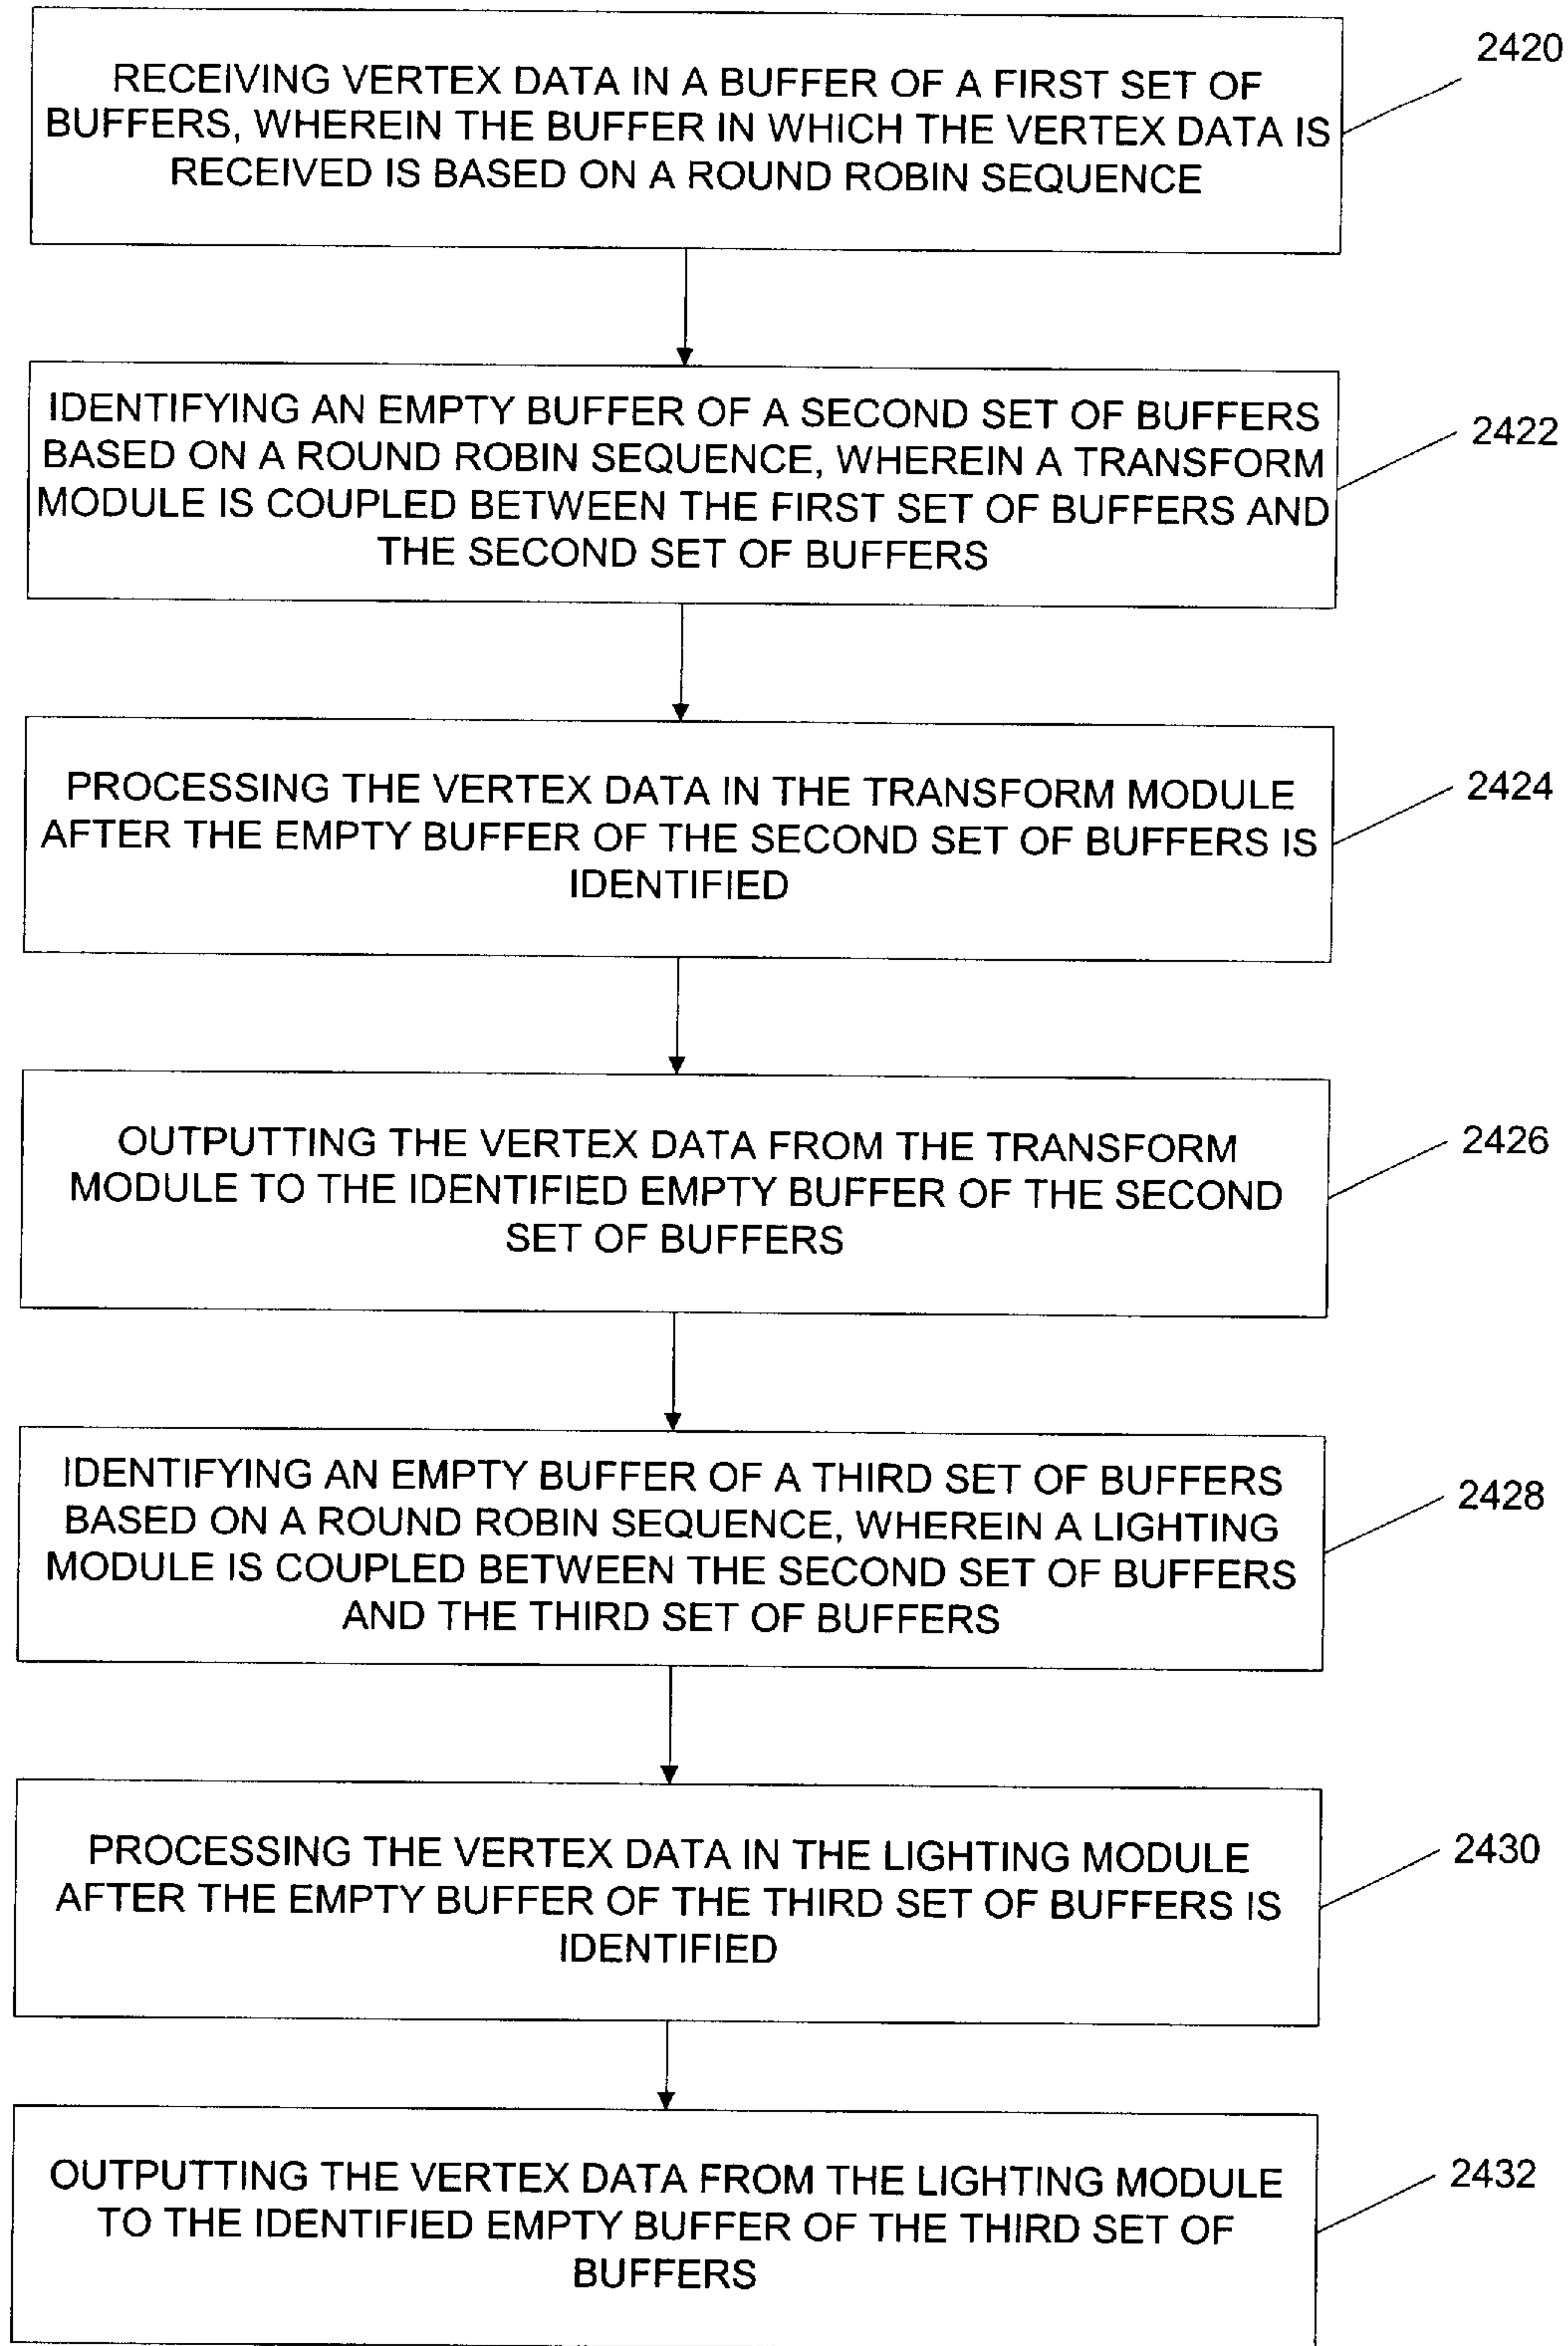 RECEIVING VERTEX DATA IN A BUFFER OF A FIRST SET OF
BUFFERS, WHEREIN THE BUFFER IN WHICH THE VERTEX DATA IS
RECEIVED IS BASED ON A ROUND ROBIN SEQUENCE
2420
IDENTIFYING AN EMPTY BUFFER OF A SECOND SET OF BUFFERS
BASED ON A ROUND ROBIN SEQUENCE, WHEREIN A TRANSFORM
MODULE IS COUPLED BETWEEN THE FIRST SET OF BUFFERS AND
THE SECOND SET OF BUFFERS
2422
PROCESSING THE VERTEX DATA IN THE TRANSFORM MODULE
AFTER THE EMPTY BUFFER OF THE SECOND SET OF BUFFERS IS
IDENTIFIED
2424
OUTPUTTING THE VERTEX DATA FROM THE TRANSFORM
MODULE TO THE IDENTIFIED EMPTY BUFFER OF THE SECOND
SET OF BUFFERS
2426
IDENTIFYING AN EMPTY BUFFER OF A THIRD SET OF BUFFERS
BASED ON A ROUND ROBIN SEQUENCE, WHEREIN A LIGHTING
MODULE IS COUPLED BETWEEN THE SECOND SET OF BUFFERS
AND THE THIRD SET OF BUFFERS
2428
PROCESSING THE VERTEX DATA IN THE LIGHTING MODULE
AFTER THE EMPTY BUFFER OF THE THIRD SET OF BUFFERS IS
IDENTIFIED
2430
OUTPUTTING THE VERTEX DATA FROM THE LIGHTING MODULE
TO THE IDENTIFIED EMPTY BUFFER OF THE THIRD SET OF
BUFFERS
2432